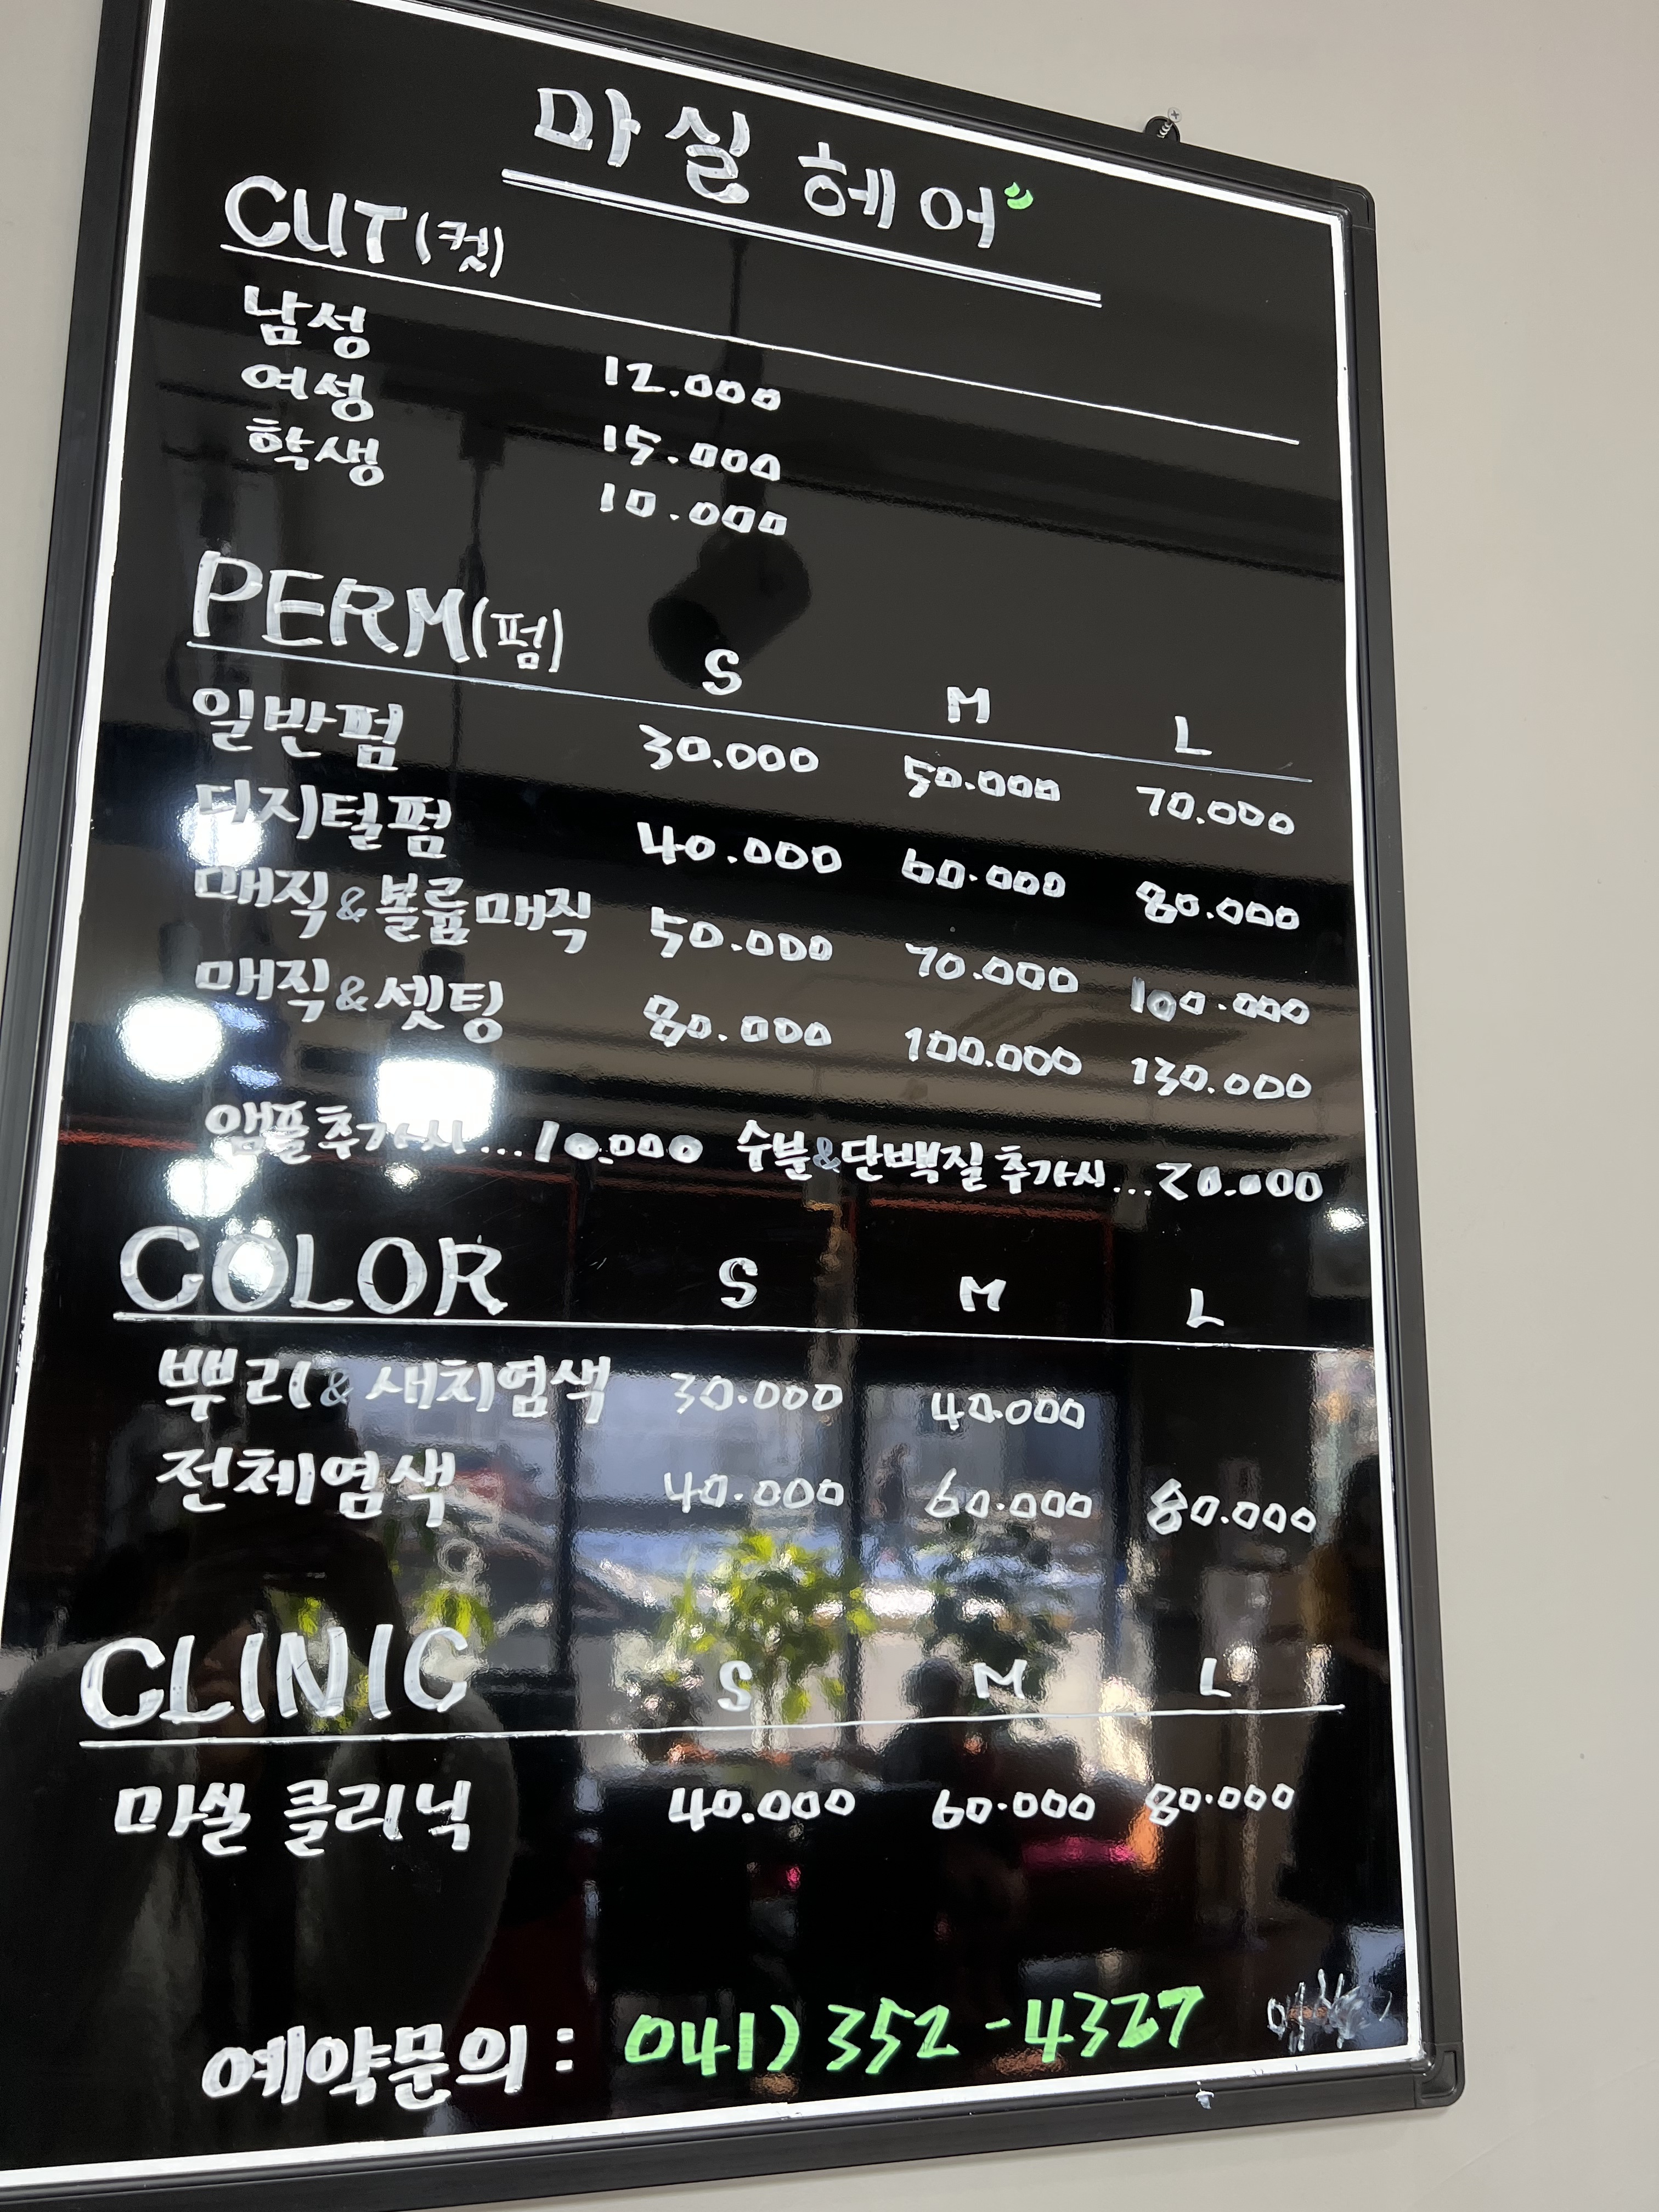 마실 헤어
CUT(컷)
남성 12.000
여성 15.000
학생 10.000
PERM(펌) S M L
일반펌 30.000 50.000 70.000
디지털펌 40.000 60.000 80.000
매직&볼륨매직 50.000 70.000 100.000
매직&셋팅 80.000 100.000 130.000
앰플추가시...10.000 수분&단백질추가시...20.000
COLOR S M L
뿌리&새치염색 30.000 40.000
전체염색 40.000 60.000 80.000
CLINIC S M L
마실 클리닉 40.000 60.000 80.000
예약문의 : 041)352-4327